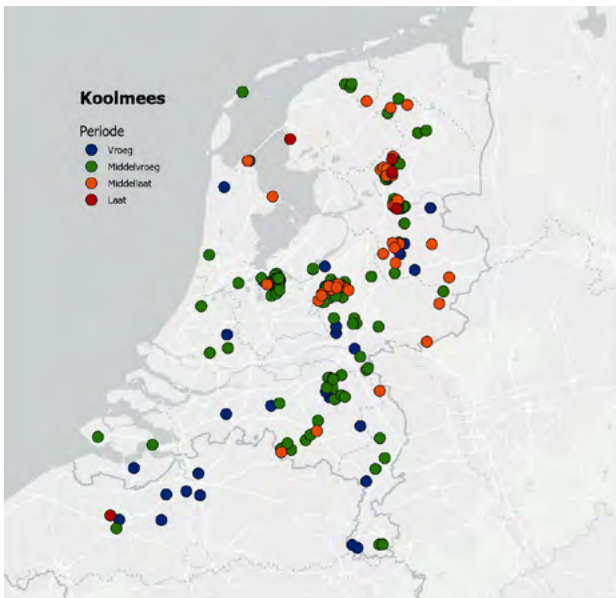 Koolmees
Periode
Vroeg
Middelvroeg
Middellaat
Laat